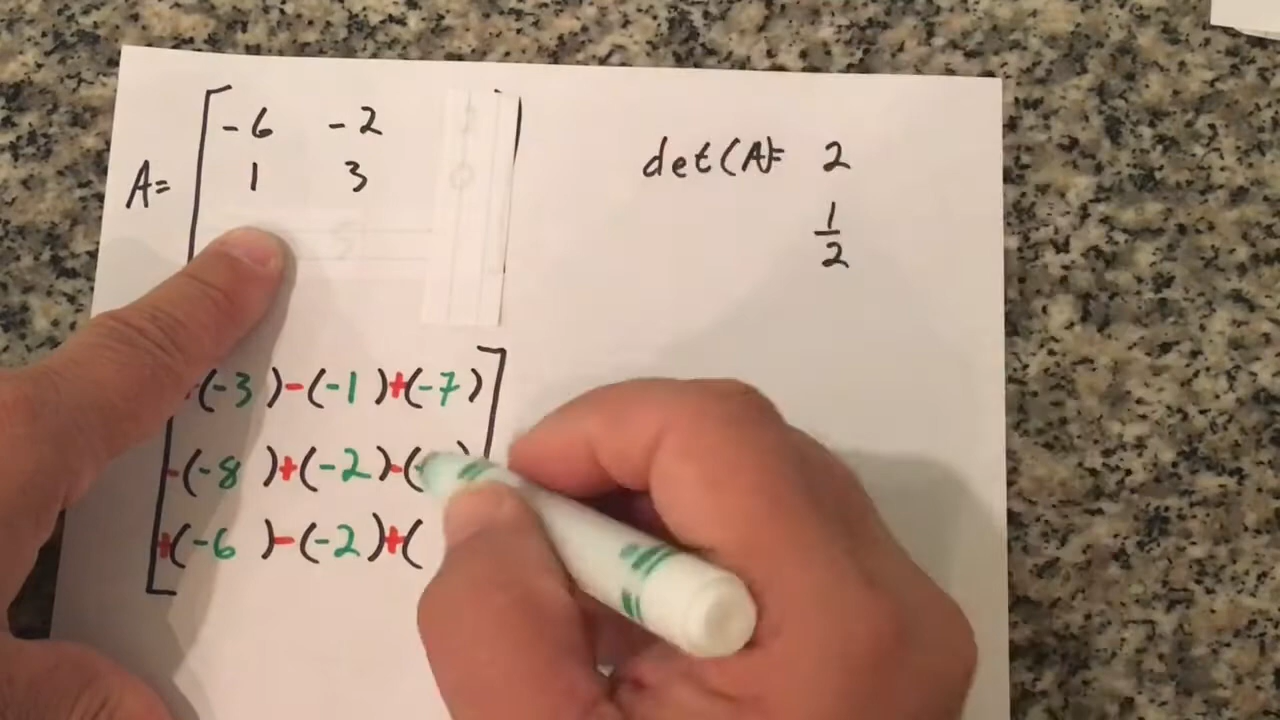 A= [ -6 -2 ]
1 3
det(A)= 2
1/2
(-3 )-(-1 )+(-7 ) ]
-(-8 )+(-2 )-( )
[ +(-6 )-(-2 )+(